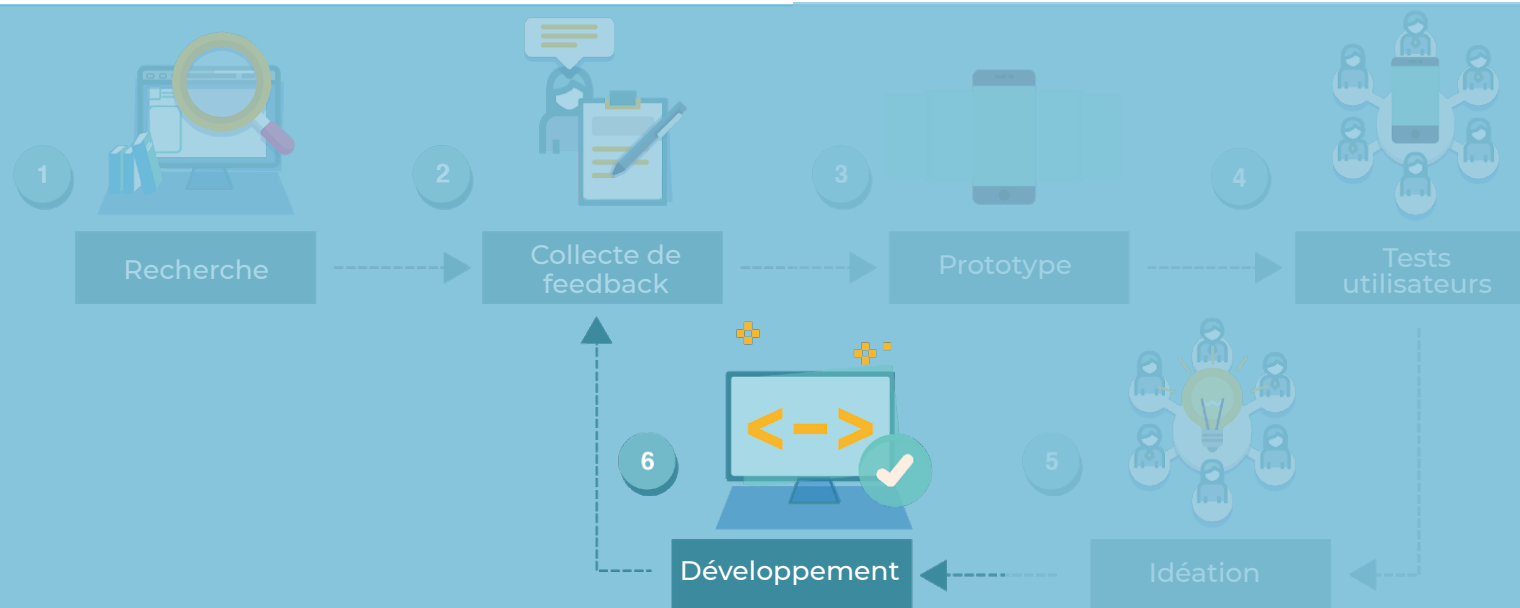 1
Recherche
2
Collecte de
feedback
3
Prototype
4
Tests
utilisateurs
6
<->
Développement
5
Idéation